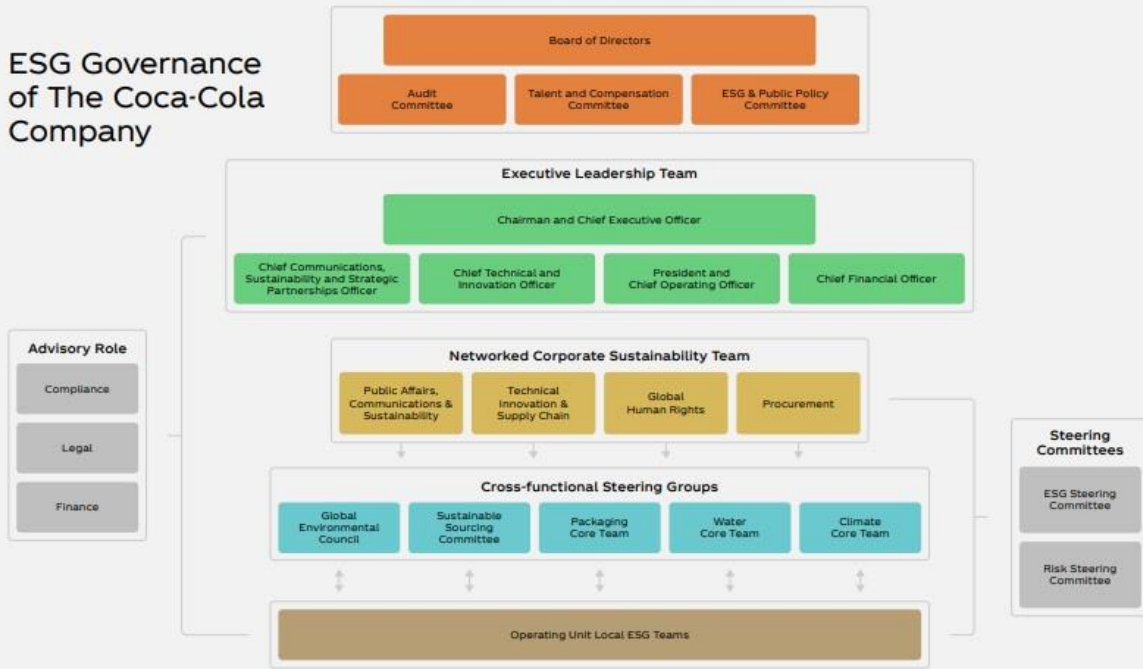 ESG Governance
of The Coca-Cola
Company
Board of Directors
Audit
Committee
Talent and Compensation
Committee
ESG & Public Policy
Committee
Executive Leadership Team
Chairman and Chief Executive Officer
Chief Communications,
Sustainability and Strategic
Partnerships Officer
Chief Technical and
Innovation Officer
President and
Chief Operating Officer
Chief Financial Officer
Advisory Role
Compliance
Legal
Finance
Networked Corporate Sustainability Team
Public Affairs,
Communications &
Sustainability
Technical
Innovation &
Supply Chain
Global
Human Rights
Procurement
Cross-functional Steering Groups
Global
Environmental
Council
Sustainable
Sourcing
Committee
Packaging
Core Team
Water
Core Team
Climate
Core Team
Operating Unit Local ESG Teams
Steering
Committees
ESG Steering
Committee
Risk Steering
Committee